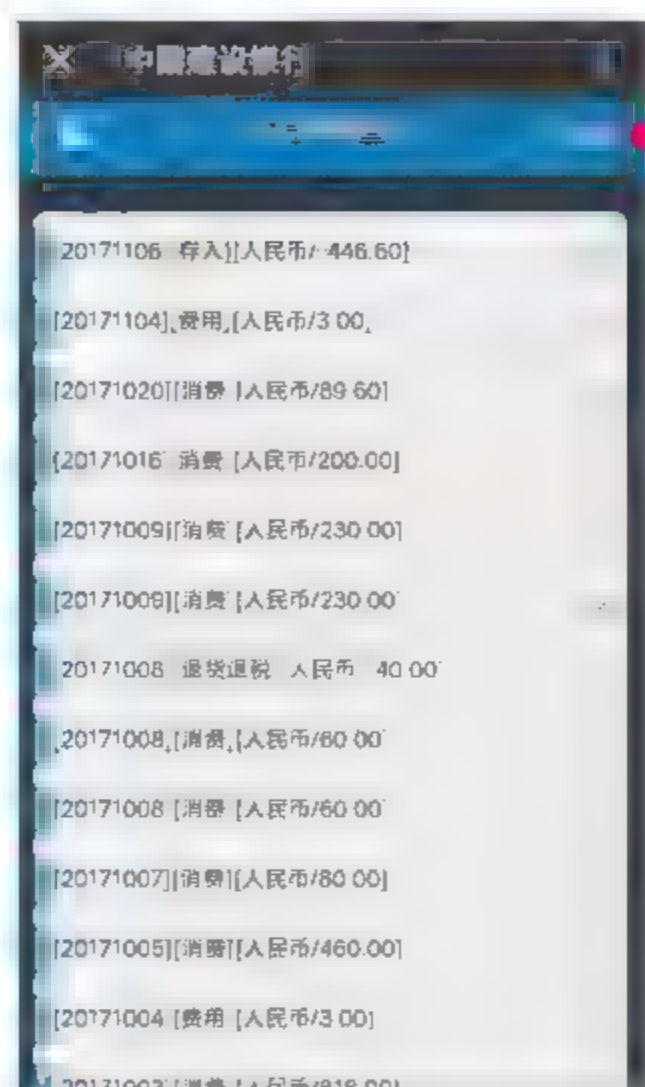 中国建设银行
[20171106][存入][人民币/-446.60]
[20171104][费用][人民币/3.00]
[20171020][消费][人民币/89.60]
[20171016][消费][人民币/200.00]
[20171009][消费][人民币/230.00]
[20171009][消费][人民币/230.00]
[20171008][退货退税][人民币/-40.00]
[20171008][消费][人民币/60.00]
[20171008][消费][人民币/60.00]
[20171007][消费][人民币/80.00]
[20171005][消费][人民币/460.00]
[20171004][费用][人民币/3.00]